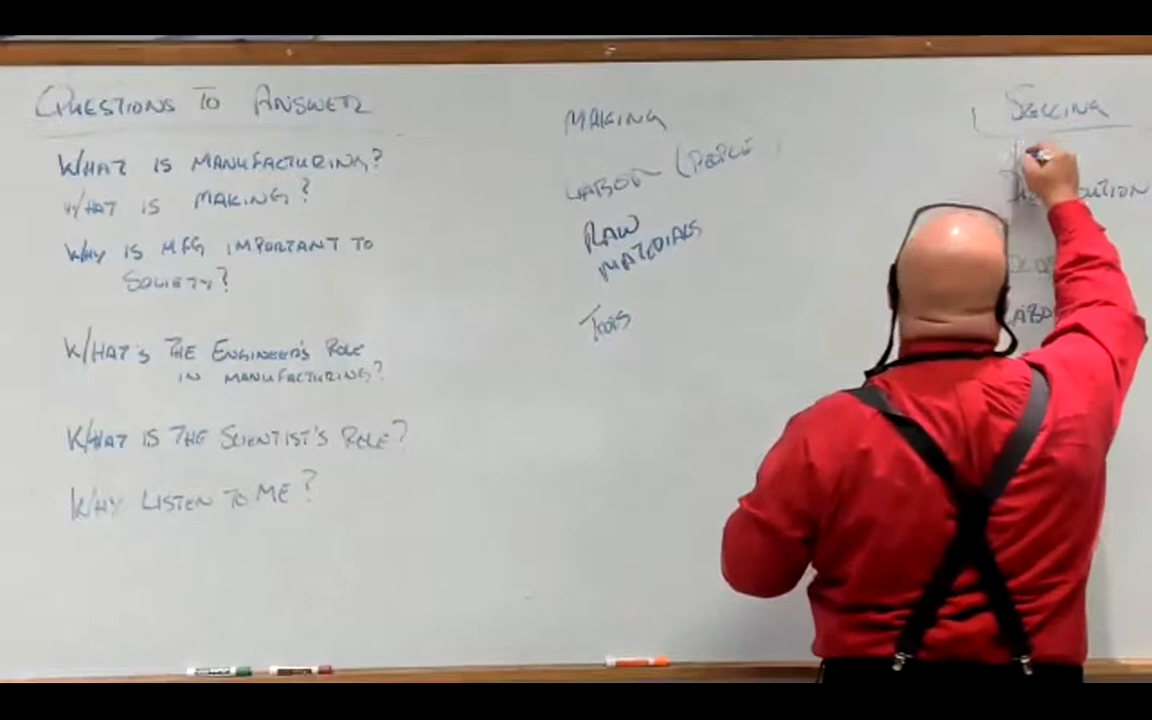 QUESTIONS TO ANSWER
WHAT IS MANUFACTURING?
WHAT IS MAKING?
WHY IS MFG IMPORTANT TO
SOCIETY?
WHAT'S THE ENGINEER'S ROLE
IN MANUFACTURING?
WHAT IS THE SCIENTIST'S ROLE?
WHY LISTEN TO ME?
MAKING
LABOR (PEOPLE
RAW
MATERIALS
TOOLS
SELLING